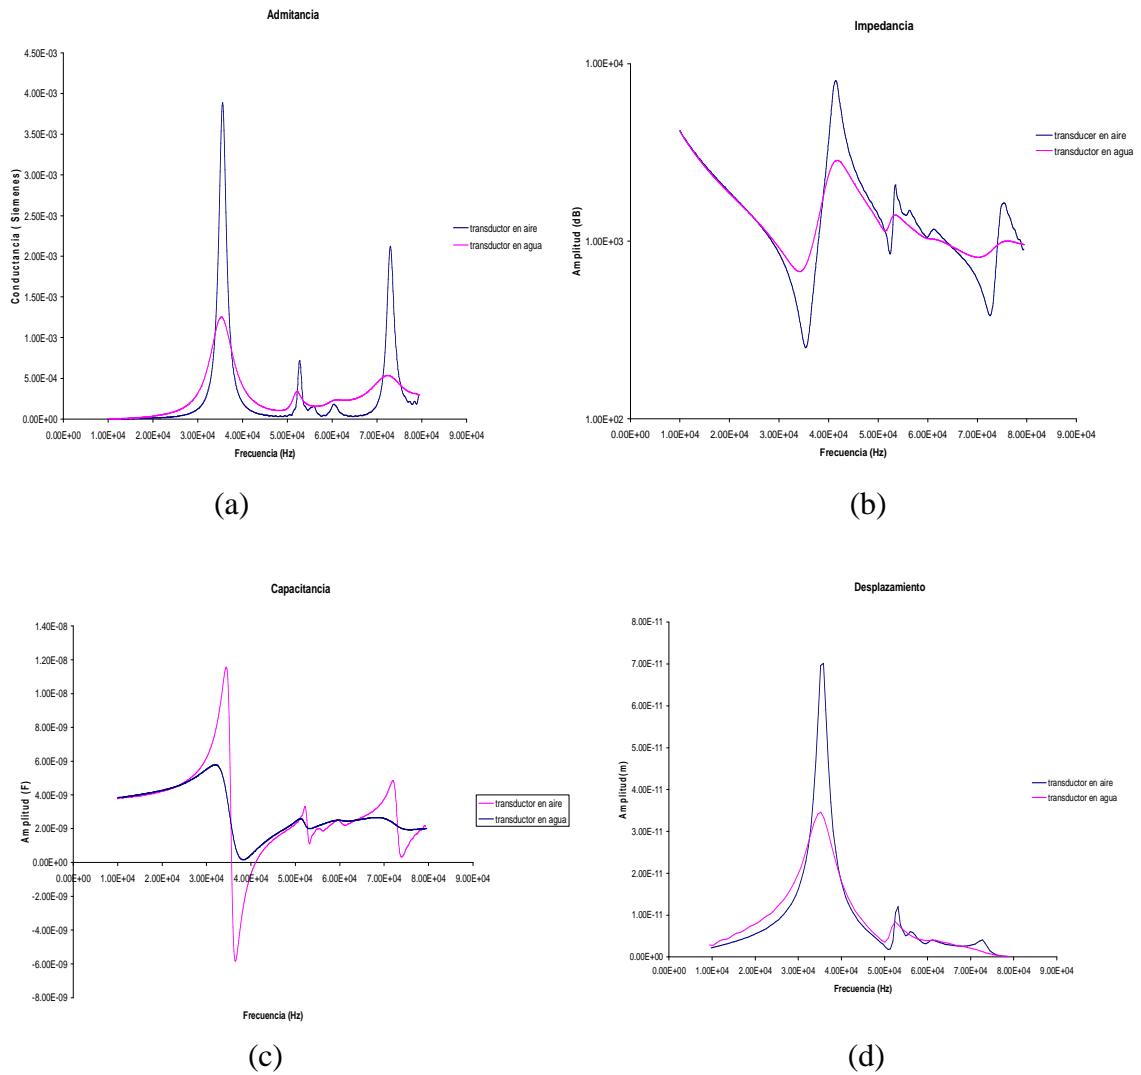 Admitancia
4.50E-03
4.00E-03
3.50E-03
3.00E-03
2.50E-03
2.00E-03
1.50E-03
1.00E-03
5.00E-04
0.00E+00
Conductancia ( Siemenes)
0.00E+00 1.00E+04 2.00E+04 3.00E+04 4.00E+04 5.00E+04 6.00E+04 7.00E+04 8.00E+04 9.00E+04
Frecuencia (Hz)
transductor en aire
transductor en agua
(a)
Impedancia
1.00E+04
1.00E+03
1.00E+02
Amplitud (dB)
0.00E+00 1.00E+04 2.00E+04 3.00E+04 4.00E+04 5.00E+04 6.00E+04 7.00E+04 8.00E+04 9.00E+04
Frecuencia (Hz)
transducer en aire
transductor en agua
(b)
Capacitancia
1.40E-08
1.20E-08
1.00E-08
8.00E-09
6.00E-09
4.00E-09
2.00E-09
0.00E+00
-2.00E-09
-4.00E-09
-6.00E-09
-8.00E-09
Amplitud (F)
0.00E+00 1.00E+04 2.00E+04 3.00E+04 4.00E+04 5.00E+04 6.00E+04 7.00E+04 8.00E+04 9.00E+04
Frecuencia (Hz)
transductor en aire
transductor en agua
(c)
Desplazamiento
8.00E-11
7.00E-11
6.00E-11
5.00E-11
4.00E-11
3.00E-11
2.00E-11
1.00E-11
0.00E+00
Amplitud(m)
0.00E+00 1.00E+04 2.00E+04 3.00E+04 4.00E+04 5.00E+04 6.00E+04 7.00E+04 8.00E+04 9.00E+04
Frecuencia (Hz)
transductor en aire
transductor en agua
(d)